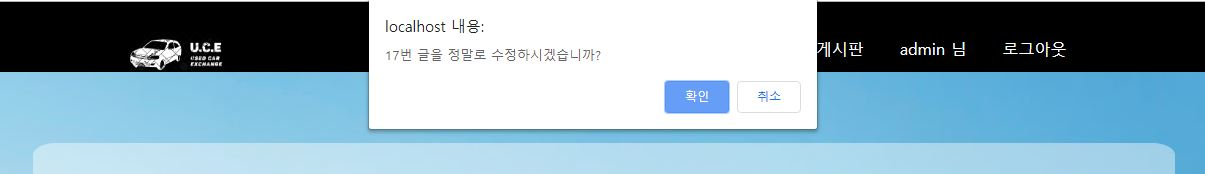 localhost 내용:
17번 글을 정말로 수정하시겠습니까?
확인 취소
U.C.E
USED CAR
EXCHANGE
게시판 admin 님 로그아웃